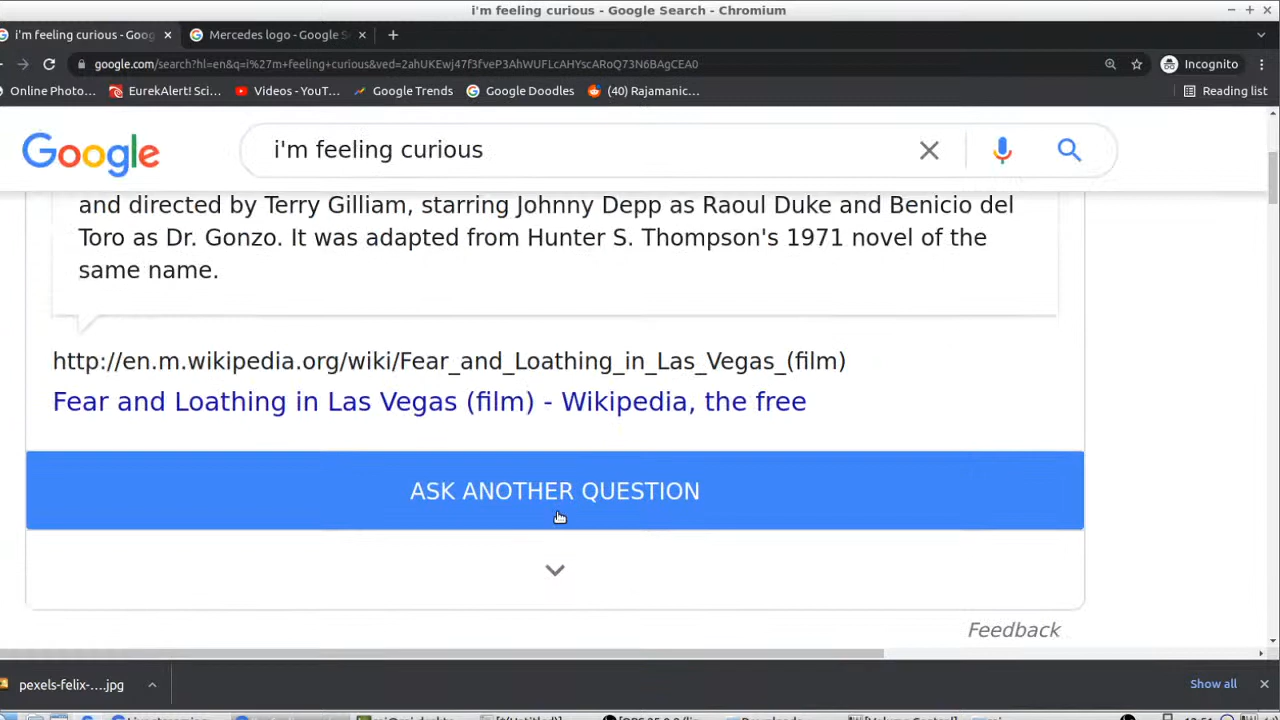 i'm feeling curious - Google Search - Chromium
i'm feeling curious - Goog
Mercedes logo - Google S
google.com/search?hl=en&q=i%27m+feeling+curious&ved=2ahUKEwj47f3fveP3AhWUFLcAHYscARoQ73N6BAgCEA0
Incognito
Online Photo...
EurekAlert! Sci...
Videos - YouT...
Google Trends
Google Doodles
(40) Rajamanic...
Reading list
Google
i'm feeling curious
and directed by Terry Gilliam, starring Johnny Depp as Raoul Duke and Benicio del
Toro as Dr. Gonzo. It was adapted from Hunter S. Thompson's 1971 novel of the
same name.
http://en.m.wikipedia.org/wiki/Fear_and_Loathing_in_Las_Vegas_(film)
Fear and Loathing in Las Vegas (film) - Wikipedia, the free
ASK ANOTHER QUESTION
Feedback
pexels-felix-....jpg
Show all